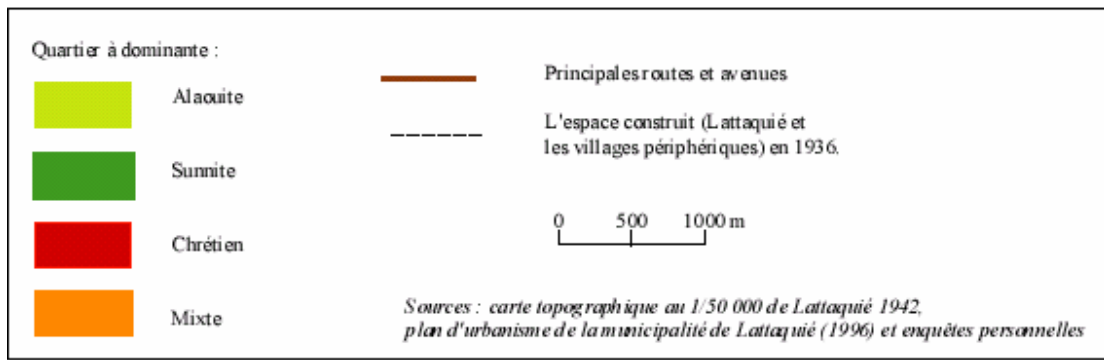 Quartier à dominante :
Alaouite
Sunnite
Chrétien
Mixte
Principales routes et avenues
L'espace construit (Lattaquié et
les villages périphériques) en 1936.
0 500 1000 m
Sources : carte topographique au 1/50 000 de Lattaquié 1942,
plan d'urbanisme de la municipalité de Lattaquié (1996) et enquêtes personnelles